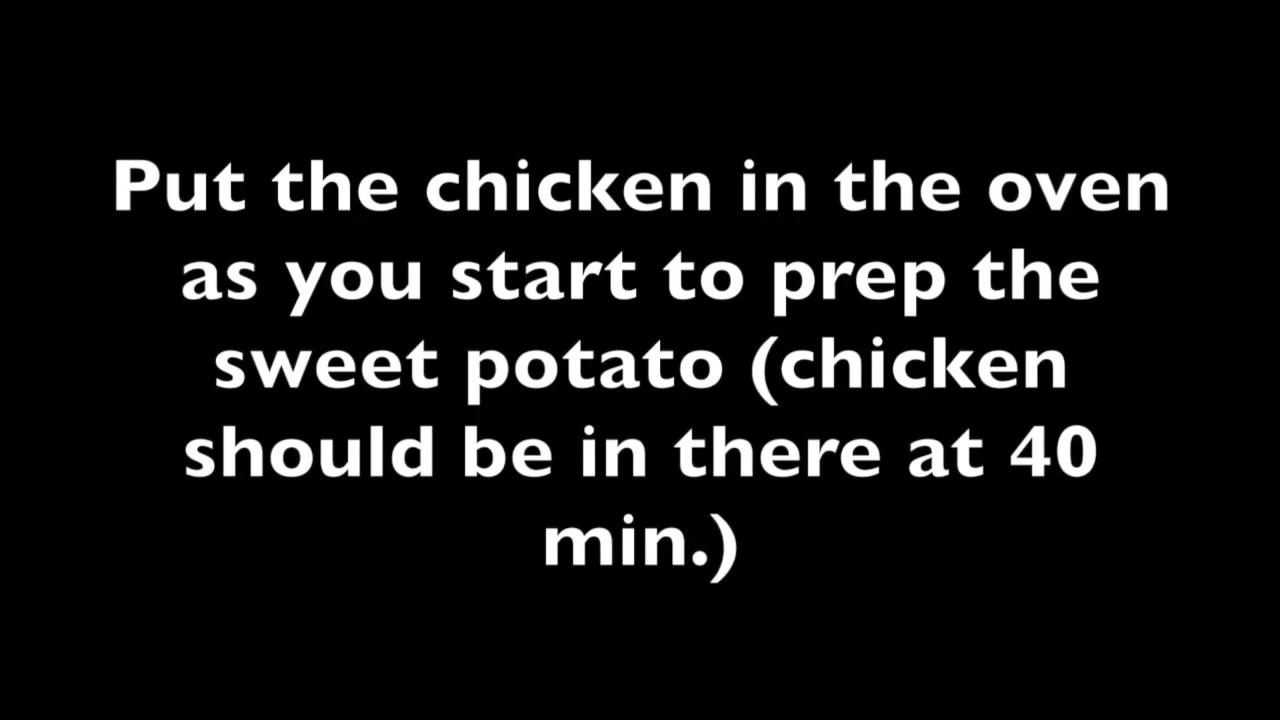 Put the chicken in the oven
as you start to prep the
sweet potato (chicken
should be in there at 40
min.)